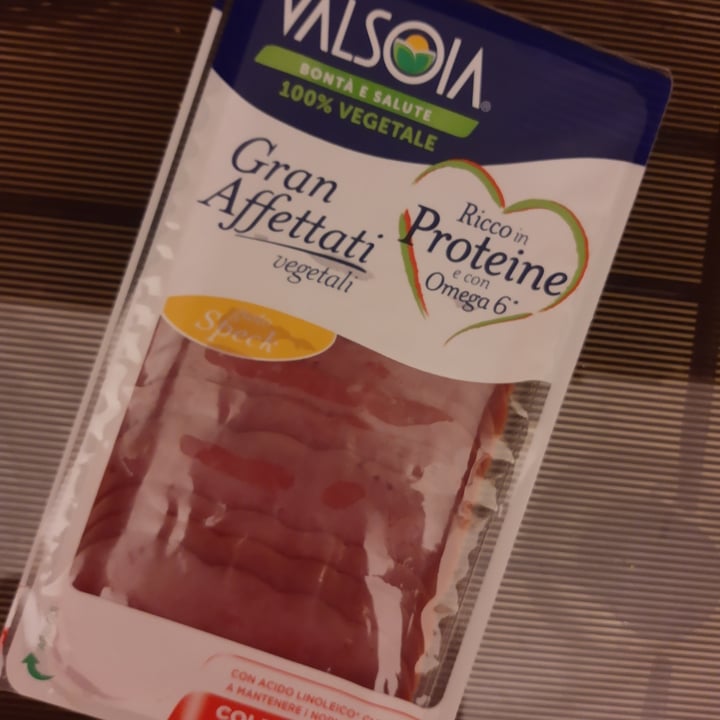 VALSOIA®
BONTÀ E SALUTE
100% VEGETALE
Gran
Affettati
vegetali
Ricco in
Proteine
e con
Omega 6*
gusto
Speck
CON ACIDO LINOLEICO*
A MANTENERE I